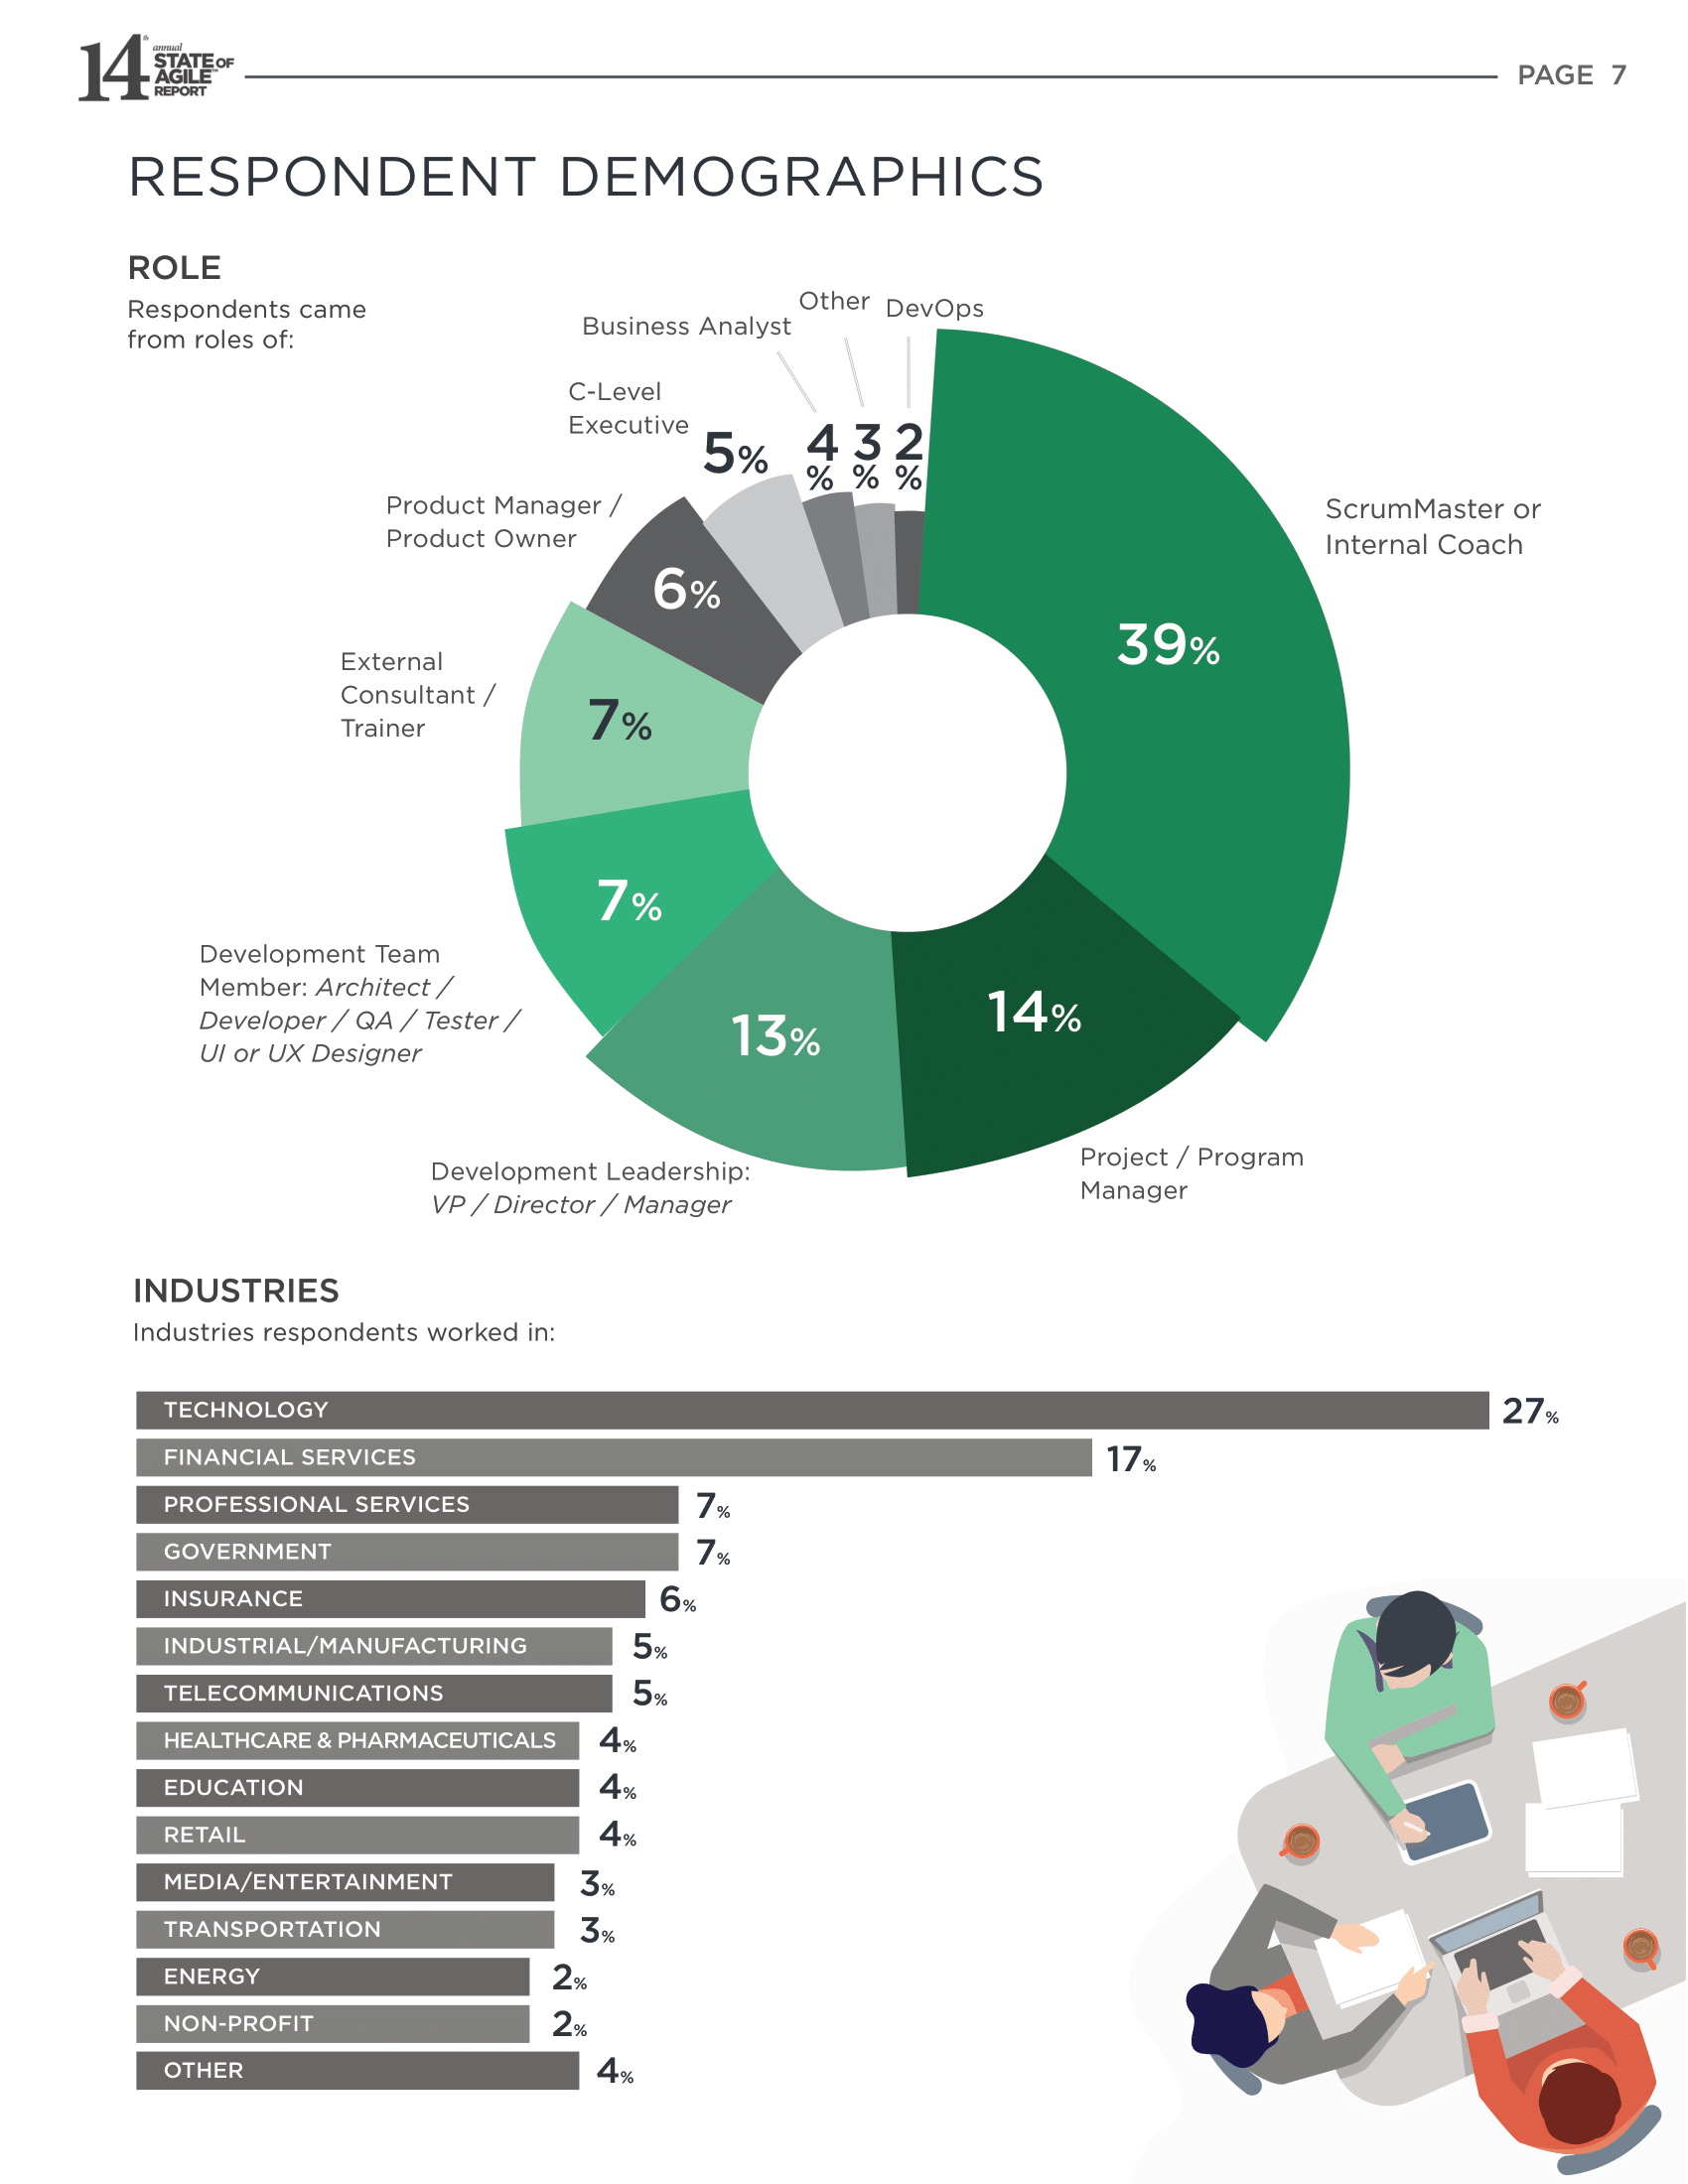 14th annual
STATE OF
AGILE™
REPORT
PAGE 7
RESPONDENT DEMOGRAPHICS
ROLE
Respondents came
from roles of:
Other
DevOps
Business Analyst
C-Level
Executive
5%
4%
3%
2%
Product Manager /
Product Owner
6%
ScrumMaster or
Internal Coach
39%
External
Consultant /
Trainer
7%
7%
Development Team
Member: Architect /
Developer / QA / Tester /
UI or UX Designer
13%
14%
Development Leadership:
VP / Director / Manager
Project / Program
Manager
INDUSTRIES
Industries respondents worked in:
TECHNOLOGY 27%
FINANCIAL SERVICES 17%
PROFESSIONAL SERVICES 7%
GOVERNMENT 7%
INSURANCE 6%
INDUSTRIAL/MANUFACTURING 5%
TELECOMMUNICATIONS 5%
HEALTHCARE & PHARMACEUTICALS 4%
EDUCATION 4%
RETAIL 4%
MEDIA/ENTERTAINMENT 3%
TRANSPORTATION 3%
ENERGY 2%
NON-PROFIT 2%
OTHER 4%